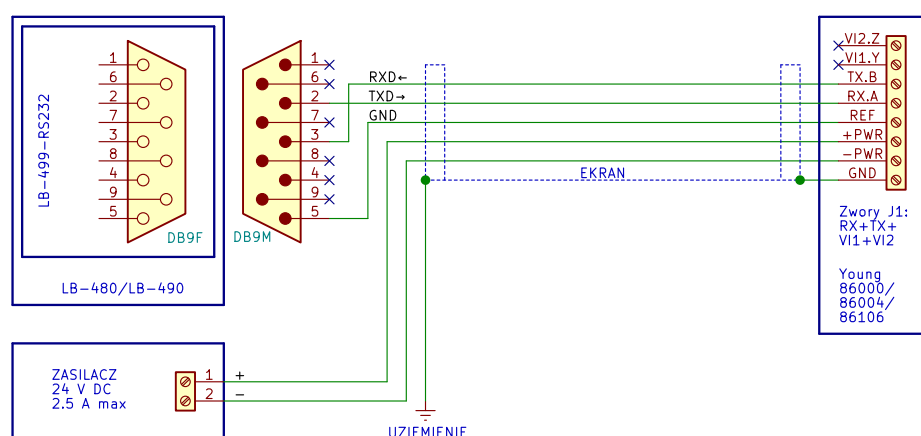 LB-499-RS232
1
6
2
7
3
8
4
9
5
DB9F
LB-480/LB-490
1
6
2
7
3
8
4
9
5
DB9M
RXD←
TXD→
GND
EKRAN
VI2.Z
VI1.Y
TX.B
RX.A
REF
+PWR
−PWR
GND
Zwory J1:
RX+TX+
VI1+VI2
Young
86000/
86004/
86106
ZASILACZ
24 V DC
2.5 A max
1 +
2 −
UZIEMIENIE